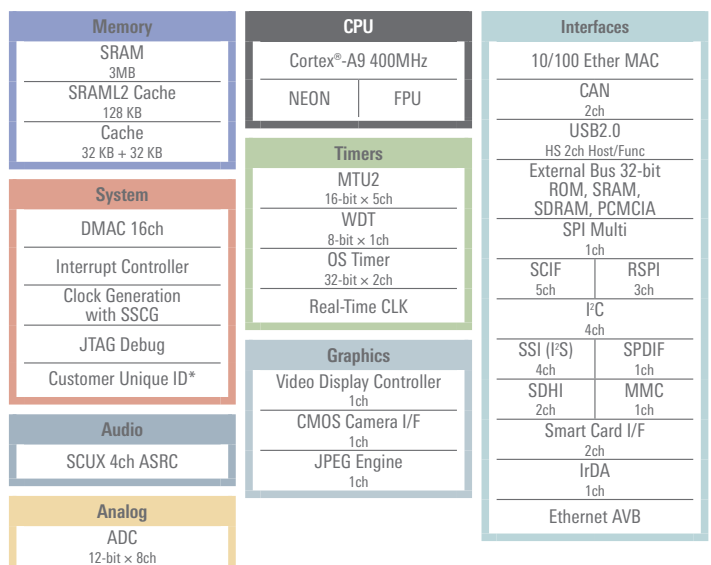 Memory
SRAM
3MB
SRAML2 Cache
128 KB
Cache
32 KB + 32 KB
System
DMAC 16ch
Interrupt Controller
Clock Generation
with SSCG
JTAG Debug
Customer Unique ID*
Audio
SCUX 4ch ASRC
Analog
ADC
12-bit × 8ch
CPU
Cortex®-A9 400MHz
NEON FPU
Timers
MTU2
16-bit × 5ch
WDT
8-bit × 1ch
OS Timer
32-bit × 2ch
Real-Time CLK
Graphics
Video Display Controller
1ch
CMOS Camera I/F
1ch
JPEG Engine
1ch
Interfaces
10/100 Ether MAC
CAN
2ch
USB2.0
HS 2ch Host/Func
External Bus 32-bit
ROM, SRAM,
SDRAM, PCMCIA
SPI Multi
1ch
SCIF RSPI
5ch 3ch
I²C
4ch
SSI (I²S) SPDIF
4ch 1ch
SDHI MMC
2ch 1ch
Smart Card I/F
2ch
IrDA
1ch
Ethernet AVB